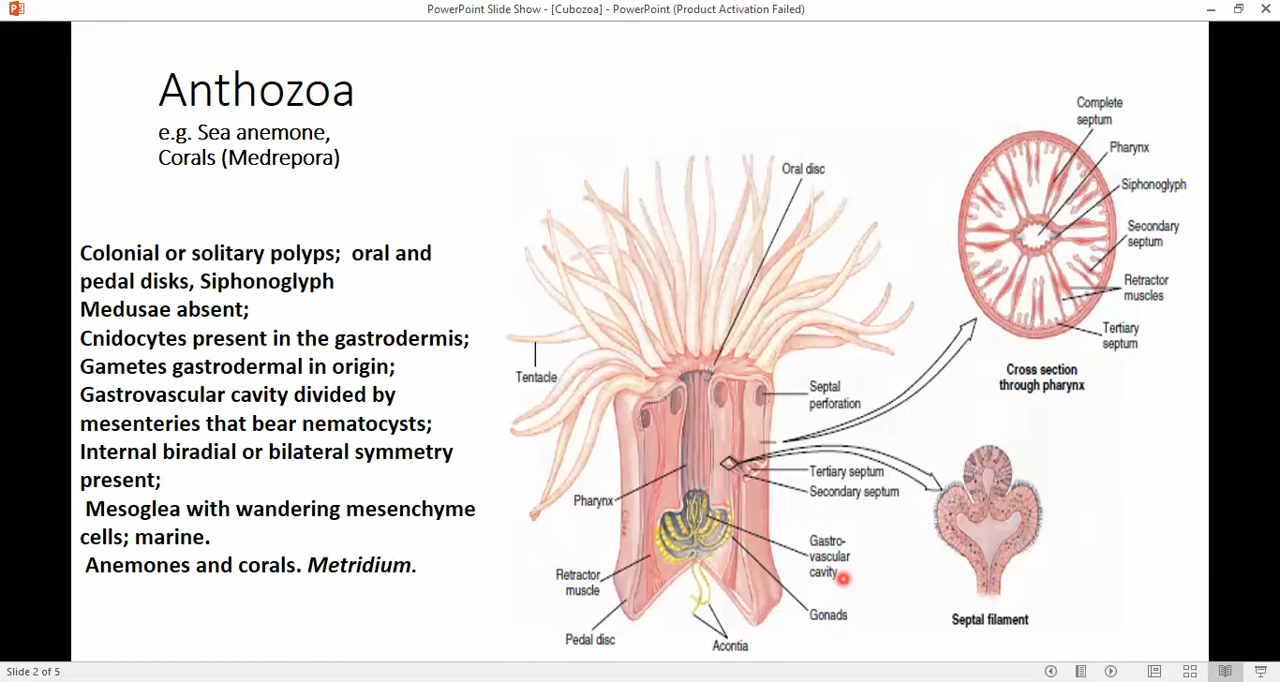 PowerPoint Slide Show - [Cubozoa] - PowerPoint (Product Activation Failed)
Anthozoa
e.g. Sea anemone,
Corals (Medrepora)
Colonial or solitary polyps; oral and
pedal disks, Siphonoglyph
Medusae absent;
Cnidocytes present in the gastrodermis;
Gametes gastrodermal in origin;
Gastrovascular cavity divided by
mesenteries that bear nematocysts;
Internal biradial or bilateral symmetry
present;
Mesoglea with wandering mesenchyme
cells; marine.
Anemones and corals. Metridium.
Oral disc
Tentacle
Septal
perforation
Tertiary septum
Secondary septum
Pharynx
Gastro-
vascular
cavity
Retractor
muscle
Gonads
Pedal disc
Acontia
Complete
septum
Pharynx
Siphonoglyph
Secondary
septum
Retractor
muscles
Tertiary
septum
Cross section
through pharynx
Septal filament
Slide 2 of 5